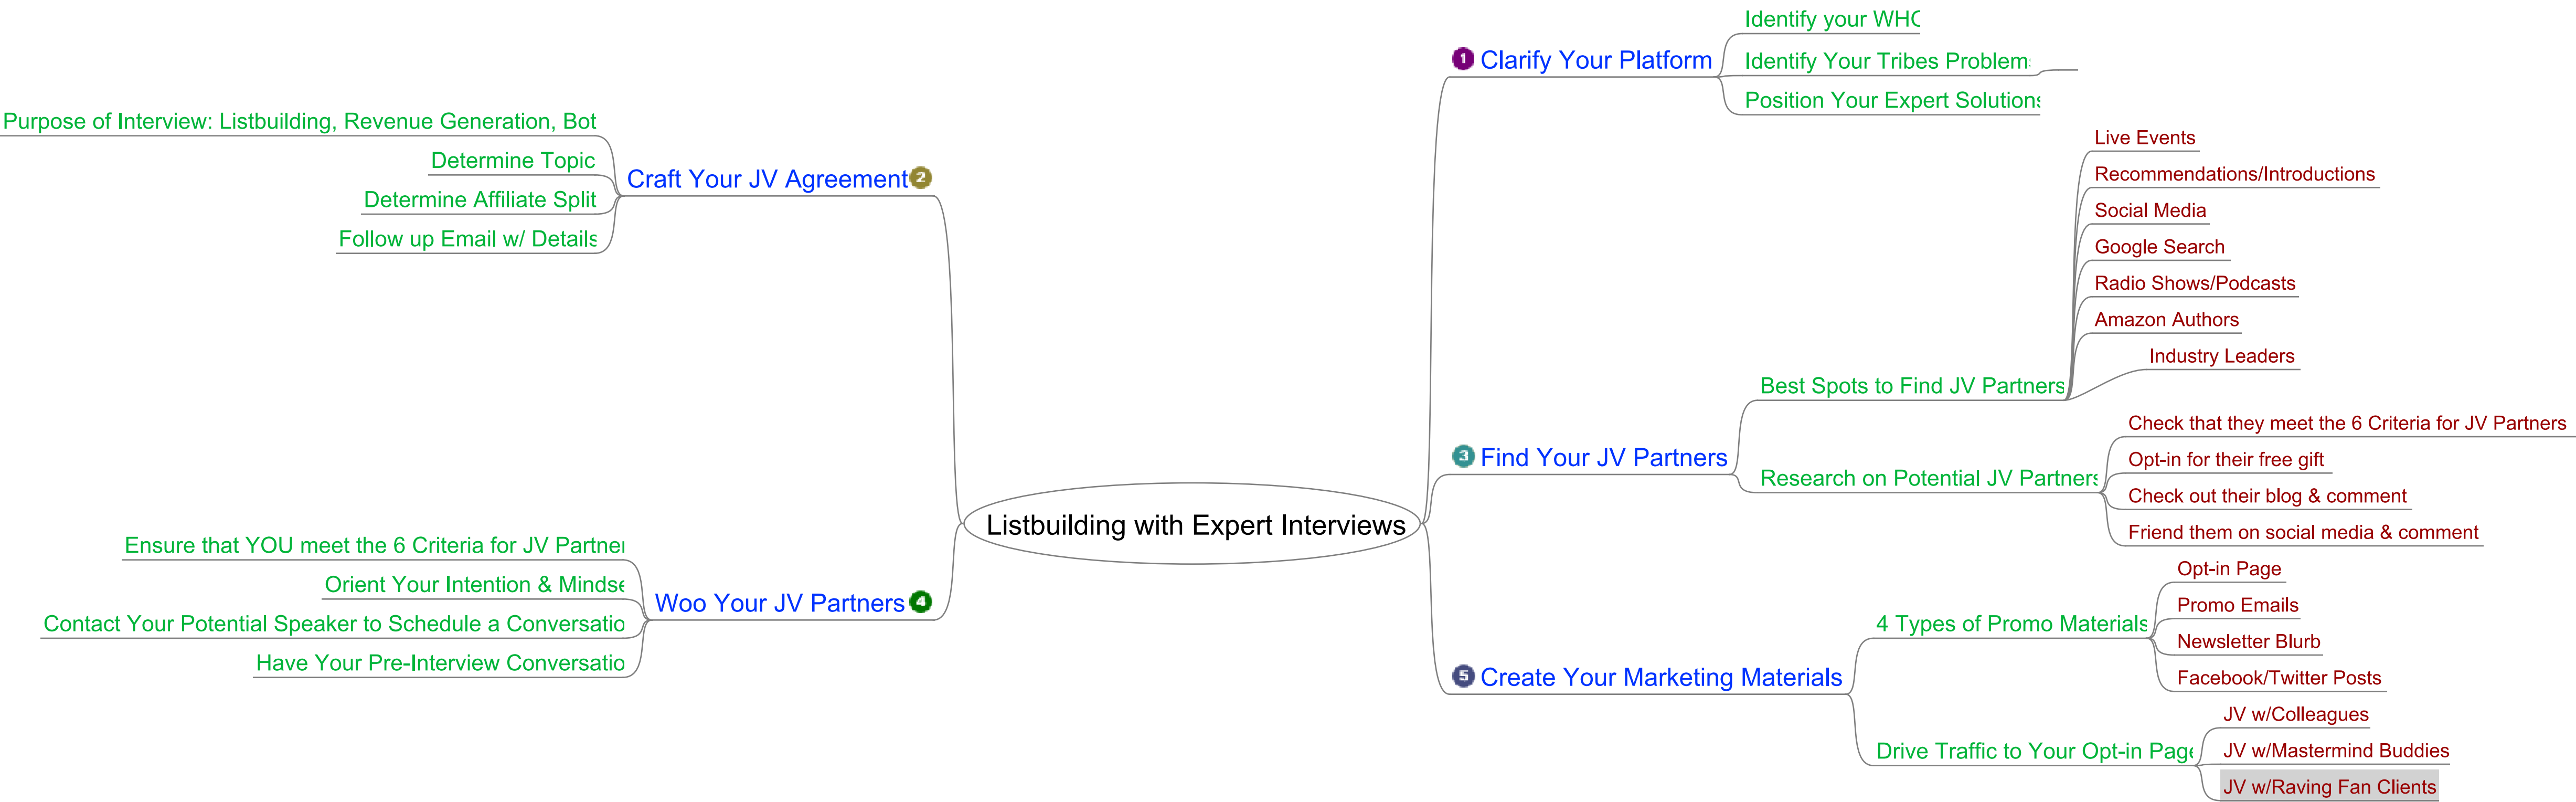 Listbuilding with Expert Interviews
1 Clarify Your Platform
Identify your WHO
Identify Your Tribes Problem
Position Your Expert Solutions
2 Craft Your JV Agreement
Purpose of Interview: Listbuilding, Revenue Generation, Bot
Determine Topic
Determine Affiliate Split
Follow up Email w/ Details
3 Find Your JV Partners
Best Spots to Find JV Partners
Live Events
Recommendations/Introductions
Social Media
Google Search
Radio Shows/Podcasts
Amazon Authors
Industry Leaders
Research on Potential JV Partners
Check that they meet the 6 Criteria for JV Partners
Opt-in for their free gift
Check out their blog & comment
Friend them on social media & comment
4 Woo Your JV Partners
Ensure that YOU meet the 6 Criteria for JV Partner
Orient Your Intention & Mindse
Contact Your Potential Speaker to Schedule a Conversatio
Have Your Pre-Interview Conversatio
5 Create Your Marketing Materials
4 Types of Promo Materials
Opt-in Page
Promo Emails
Newsletter Blurb
Facebook/Twitter Posts
Drive Traffic to Your Opt-in Page
JV w/Colleagues
JV w/Mastermind Buddies
JV w/Raving Fan Clients